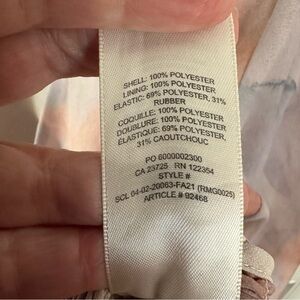 SHELL: 100% POLYESTER
LINING: 100% POLYESTER
ELASTIC: 69% POLYESTER, 31%
RUBBER
COQUILLE: 100% POLYESTER
DOUBLURE: 100% POLYESTER
ÉLASTIQUE: 69% POLYESTER,
31% CAOUTCHOUC
PO 6000002300
CA 23725 RN 122354
STYLE #
SCL 04-02-20063-FA21 (RMG0025)
ARTICLE # 92468